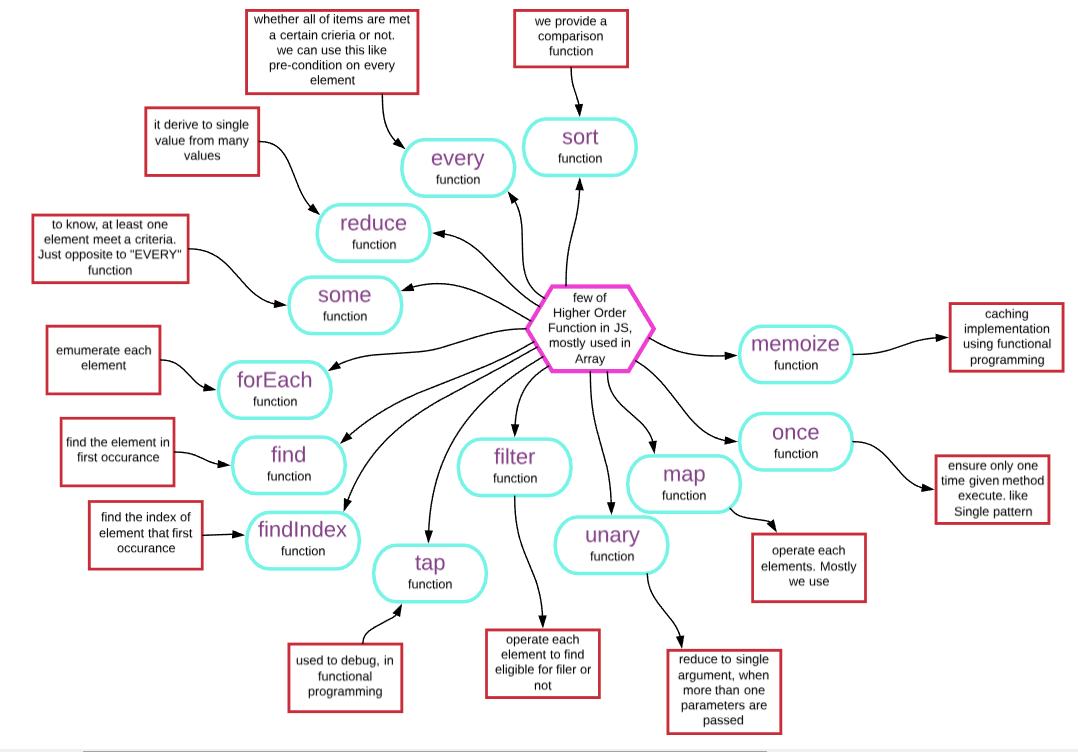 whether all of items are met
a certain crieria or not.
we can use this like
pre-condition on every
element
we provide a
comparison
function
it derive to single
value from many
values
every
function
sort
function
to know, at least one
element meet a criteria.
Just opposite to "EVERY"
function
reduce
function
some
function
few of
Higher Order
Function in JS,
mostly used in
Array
memoize
function
caching
implementation
using functional
programming
emumerate each
element
forEach
function
find the element in
first occurance
find
function
filter
function
map
function
once
function
ensure only one
time given method
execute. like
Single pattern
find the index of
element that first
occurance
findIndex
function
tap
function
unary
function
operate each
elements. Mostly
we use
used to debug, in
functional
programming
operate each
element to find
eligible for filer or
not
reduce to single
argument, when
more than one
parameters are
passed